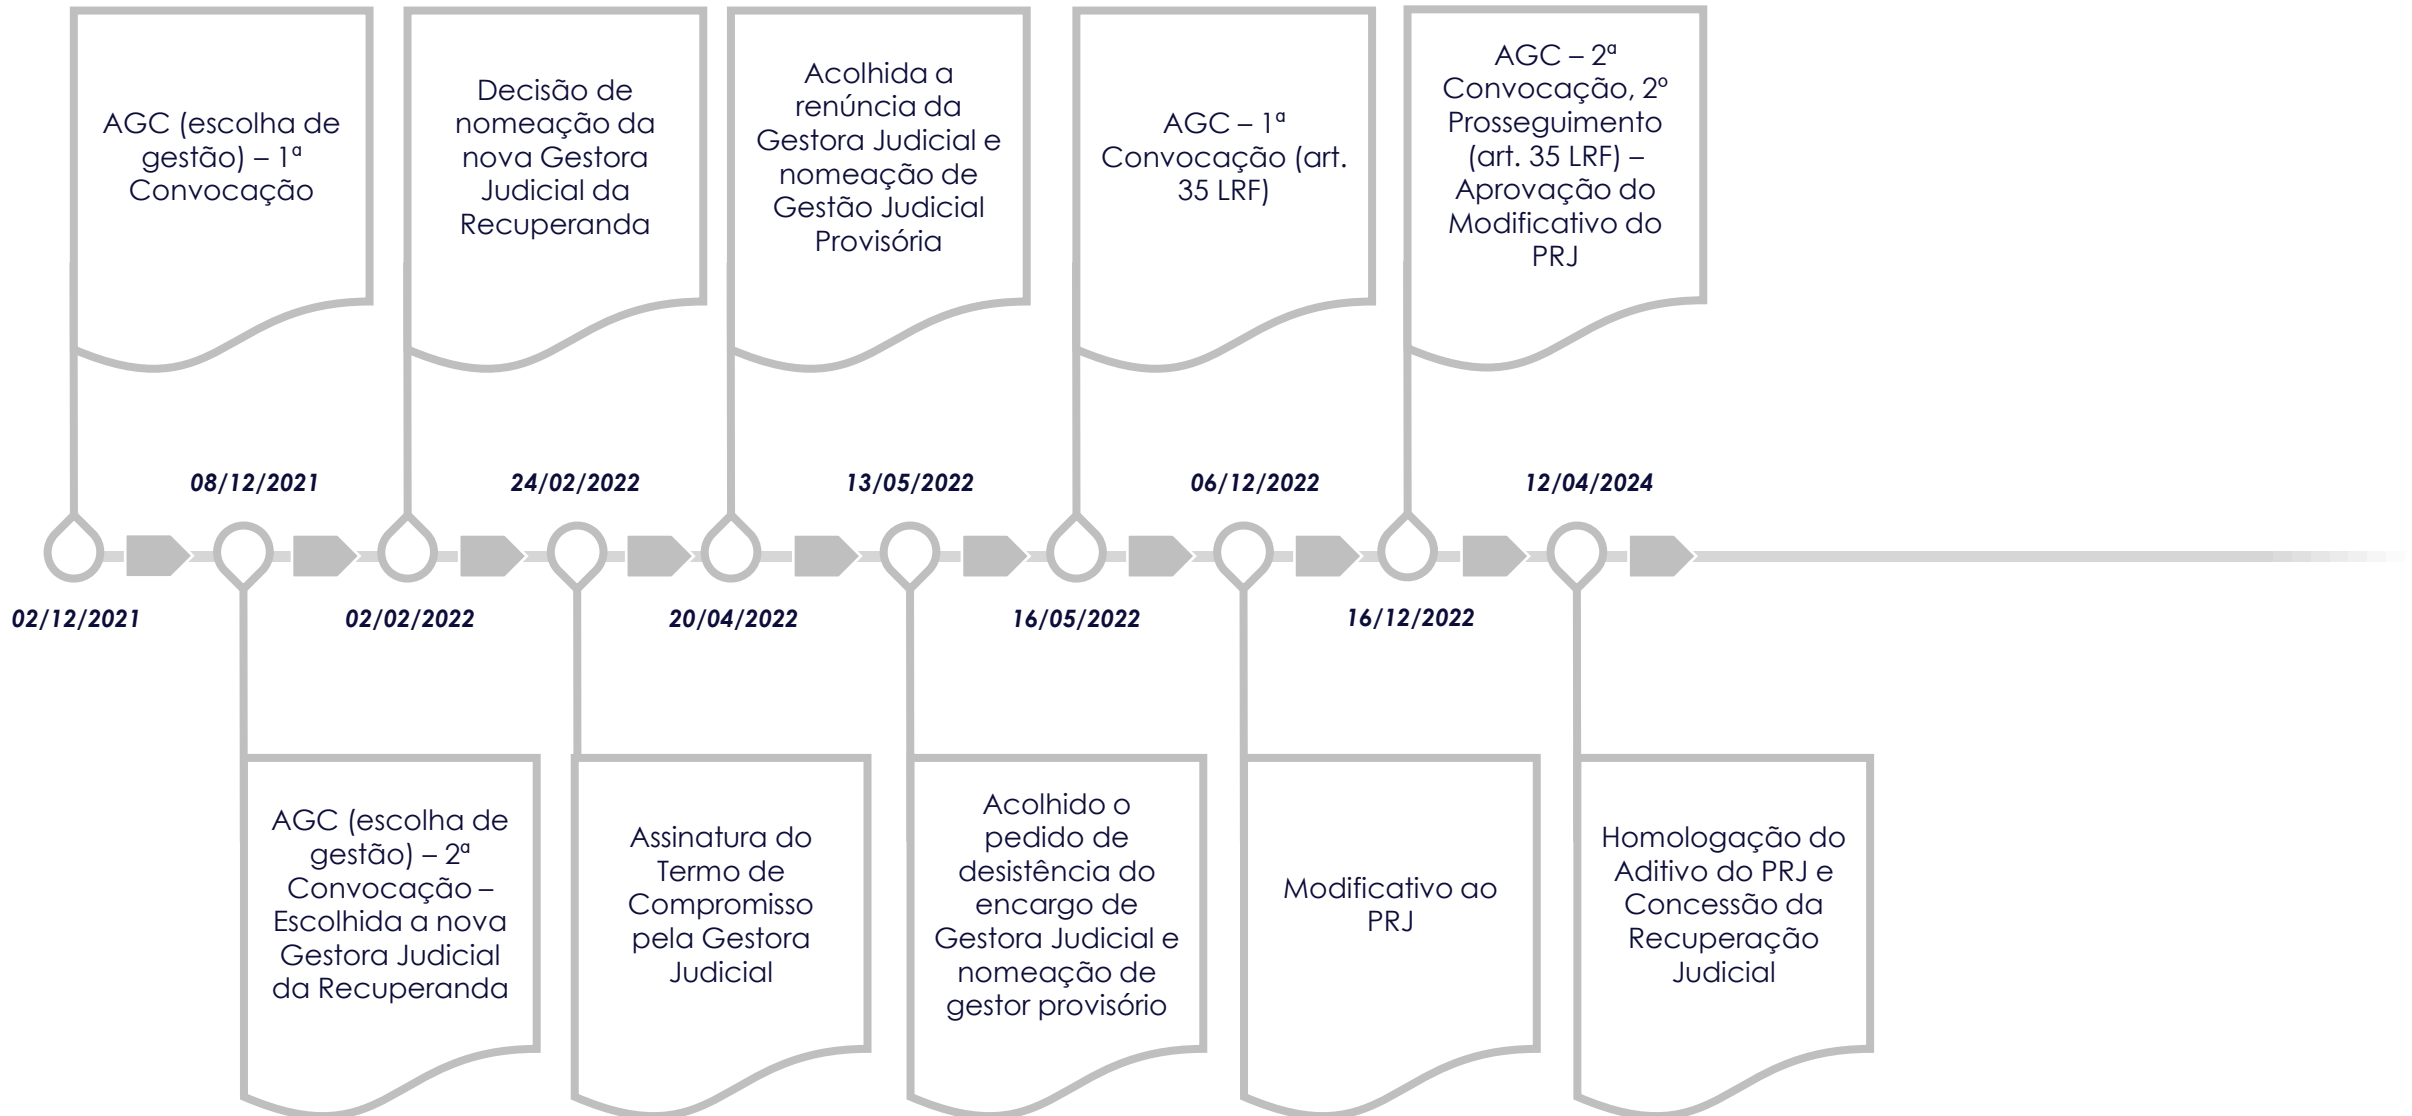 AGC (escolha de
gestão) – 1ª
Convocação
Decisão de
nomeação da
nova Gestora
Judicial da
Recuperanda
Acolhida a
renúncia da
Gestora Judicial e
nomeação de
Gestão Judicial
Provisória
AGC – 1ª
Convocação (art.
35 LRF)
AGC – 2ª
Convocação, 2º
Prosseguimento
(art. 35 LRF) –
Aprovação do
Modificativo do
PRJ
08/12/2021
24/02/2022
13/05/2022
06/12/2022
12/04/2024
02/12/2021
02/02/2022
20/04/2022
16/05/2022
16/12/2022
AGC (escolha de
gestão) – 2ª
Convocação –
Escolhida a nova
Gestora Judicial
da Recuperanda
Assinatura do
Termo de
Compromisso
pela Gestora
Judicial
Acolhido o
pedido de
desistência do
encargo de
Gestora Judicial e
nomeação de
gestor provisório
Modificativo ao
PRJ
Homologação do
Aditivo do PRJ e
Concessão da
Recuperação
Judicial